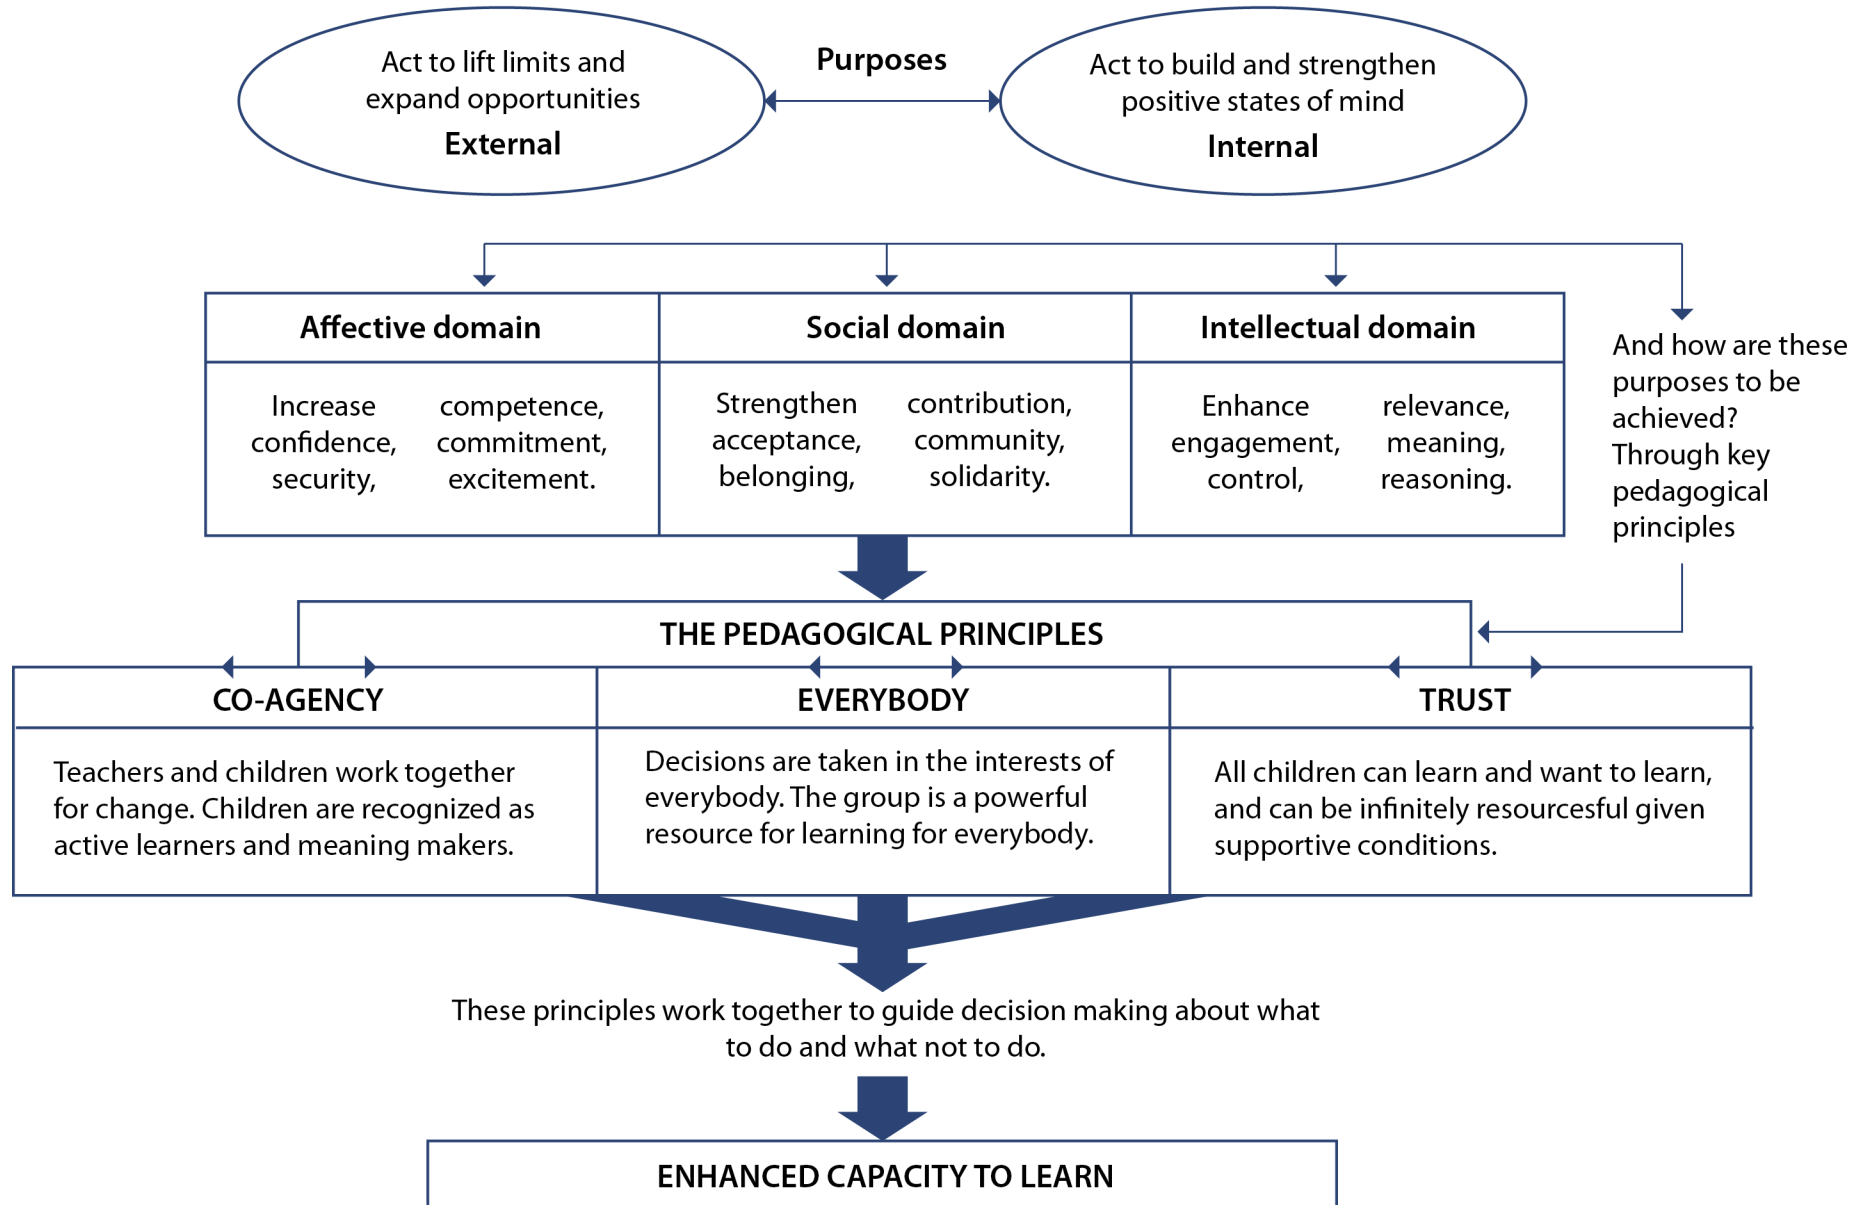 Act to lift limits and
expand opportunities
External
Purposes
Act to build and strengthen
positive states of mind
Internal
Affective domain
Social domain
Intellectual domain
Increase competence,
confidence, commitment,
security, excitement.
Strengthen contribution,
acceptance, community,
belonging, solidarity.
Enhance relevance,
engagement, meaning,
control, reasoning.
And how are these
purposes to be
achieved?
Through key
pedagogical
principles
THE PEDAGOGICAL PRINCIPLES
CO-AGENCY
EVERYBODY
TRUST
Teachers and children work together
for change. Children are recognized as
active learners and meaning makers.
Decisions are taken in the interests of
everybody. The group is a powerful
resource for learning for everybody.
All children can learn and want to learn,
and can be infinitely resourcesful given
supportive conditions.
These principles work together to guide decision making about what
to do and what not to do.
ENHANCED CAPACITY TO LEARN